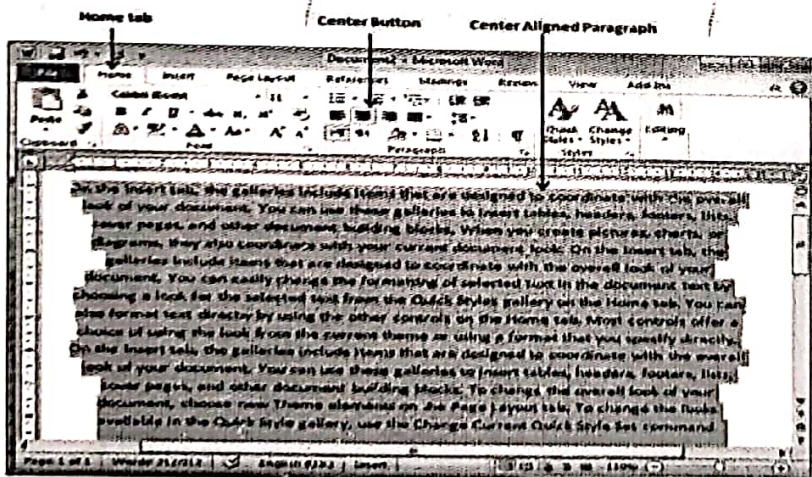 Home tab
Center Button
Center Aligned Paragraph
Document2 - Microsoft Word
File Home Insert Page Layout References Mailings Review View Add-Ins
11
Paste
Quick Styles Change Styles Editing
Clipboard Font Paragraph Styles
On the Insert tab, the galleries include items that are designed to coordinate with the overall
look of your document. You can use these galleries to insert tables, headers, footers, lists,
cover pages, and other document building blocks. When you create pictures, charts, or
diagrams, they also coordinate with your current document look. On the Insert tab, the
galleries include items that are designed to coordinate with the overall look of your
document. You can easily change the formatting of selected text in the document text by
choosing a look for the selected text from the Quick Styles gallery on the Home tab. You can
also format text directly by using the other controls on the Home tab. Most controls offer a
choice of using the look from the current theme or using a format that you specify directly.
On the Insert tab, the galleries include items that are designed to coordinate with the overall
look of your document. You can use these galleries to insert tables, headers, footers, lists,
cover pages, and other document building blocks. To change the overall look of your
document, choose new Theme elements on the Page Layout tab. To change the looks
available in the Quick Style gallery, use the Change Current Quick Style Set command
Page 1 of 1 Words: 212/212 English (U.S.) Insert 110%